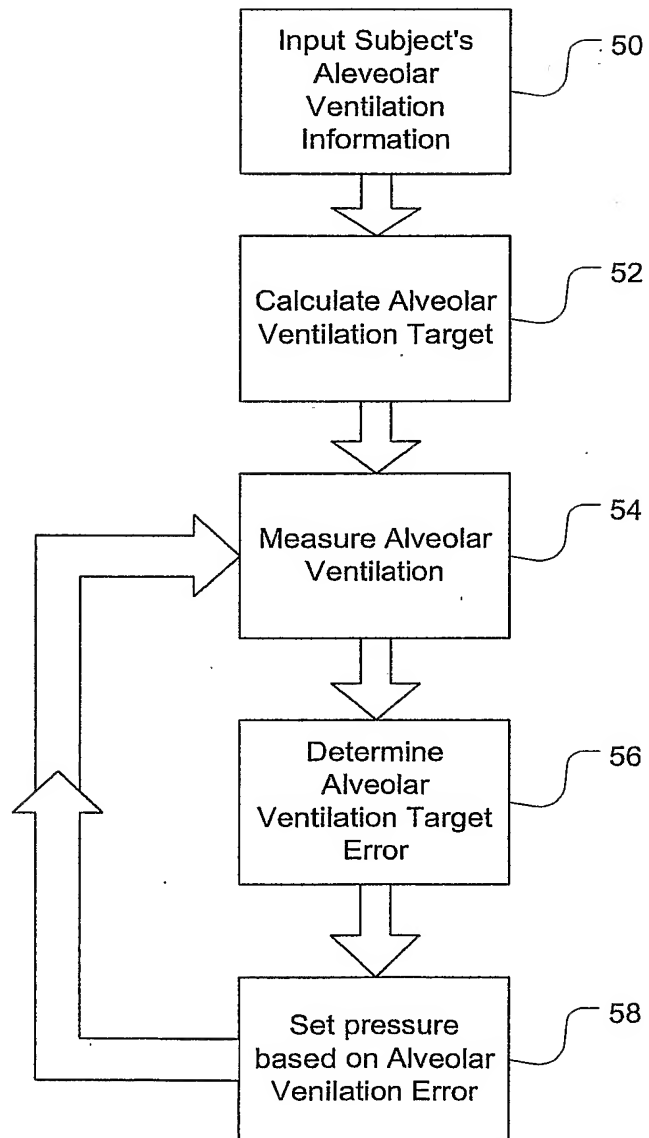 Input Subject's
Aleveolar
Ventilation
Information
50
Calculate Alveolar
Ventilation Target
52
Measure Alveolar
Ventilation
54
Determine
Alveolar
Ventilation Target
Error
56
Set pressure
based on Alveolar
Venilation Error
58